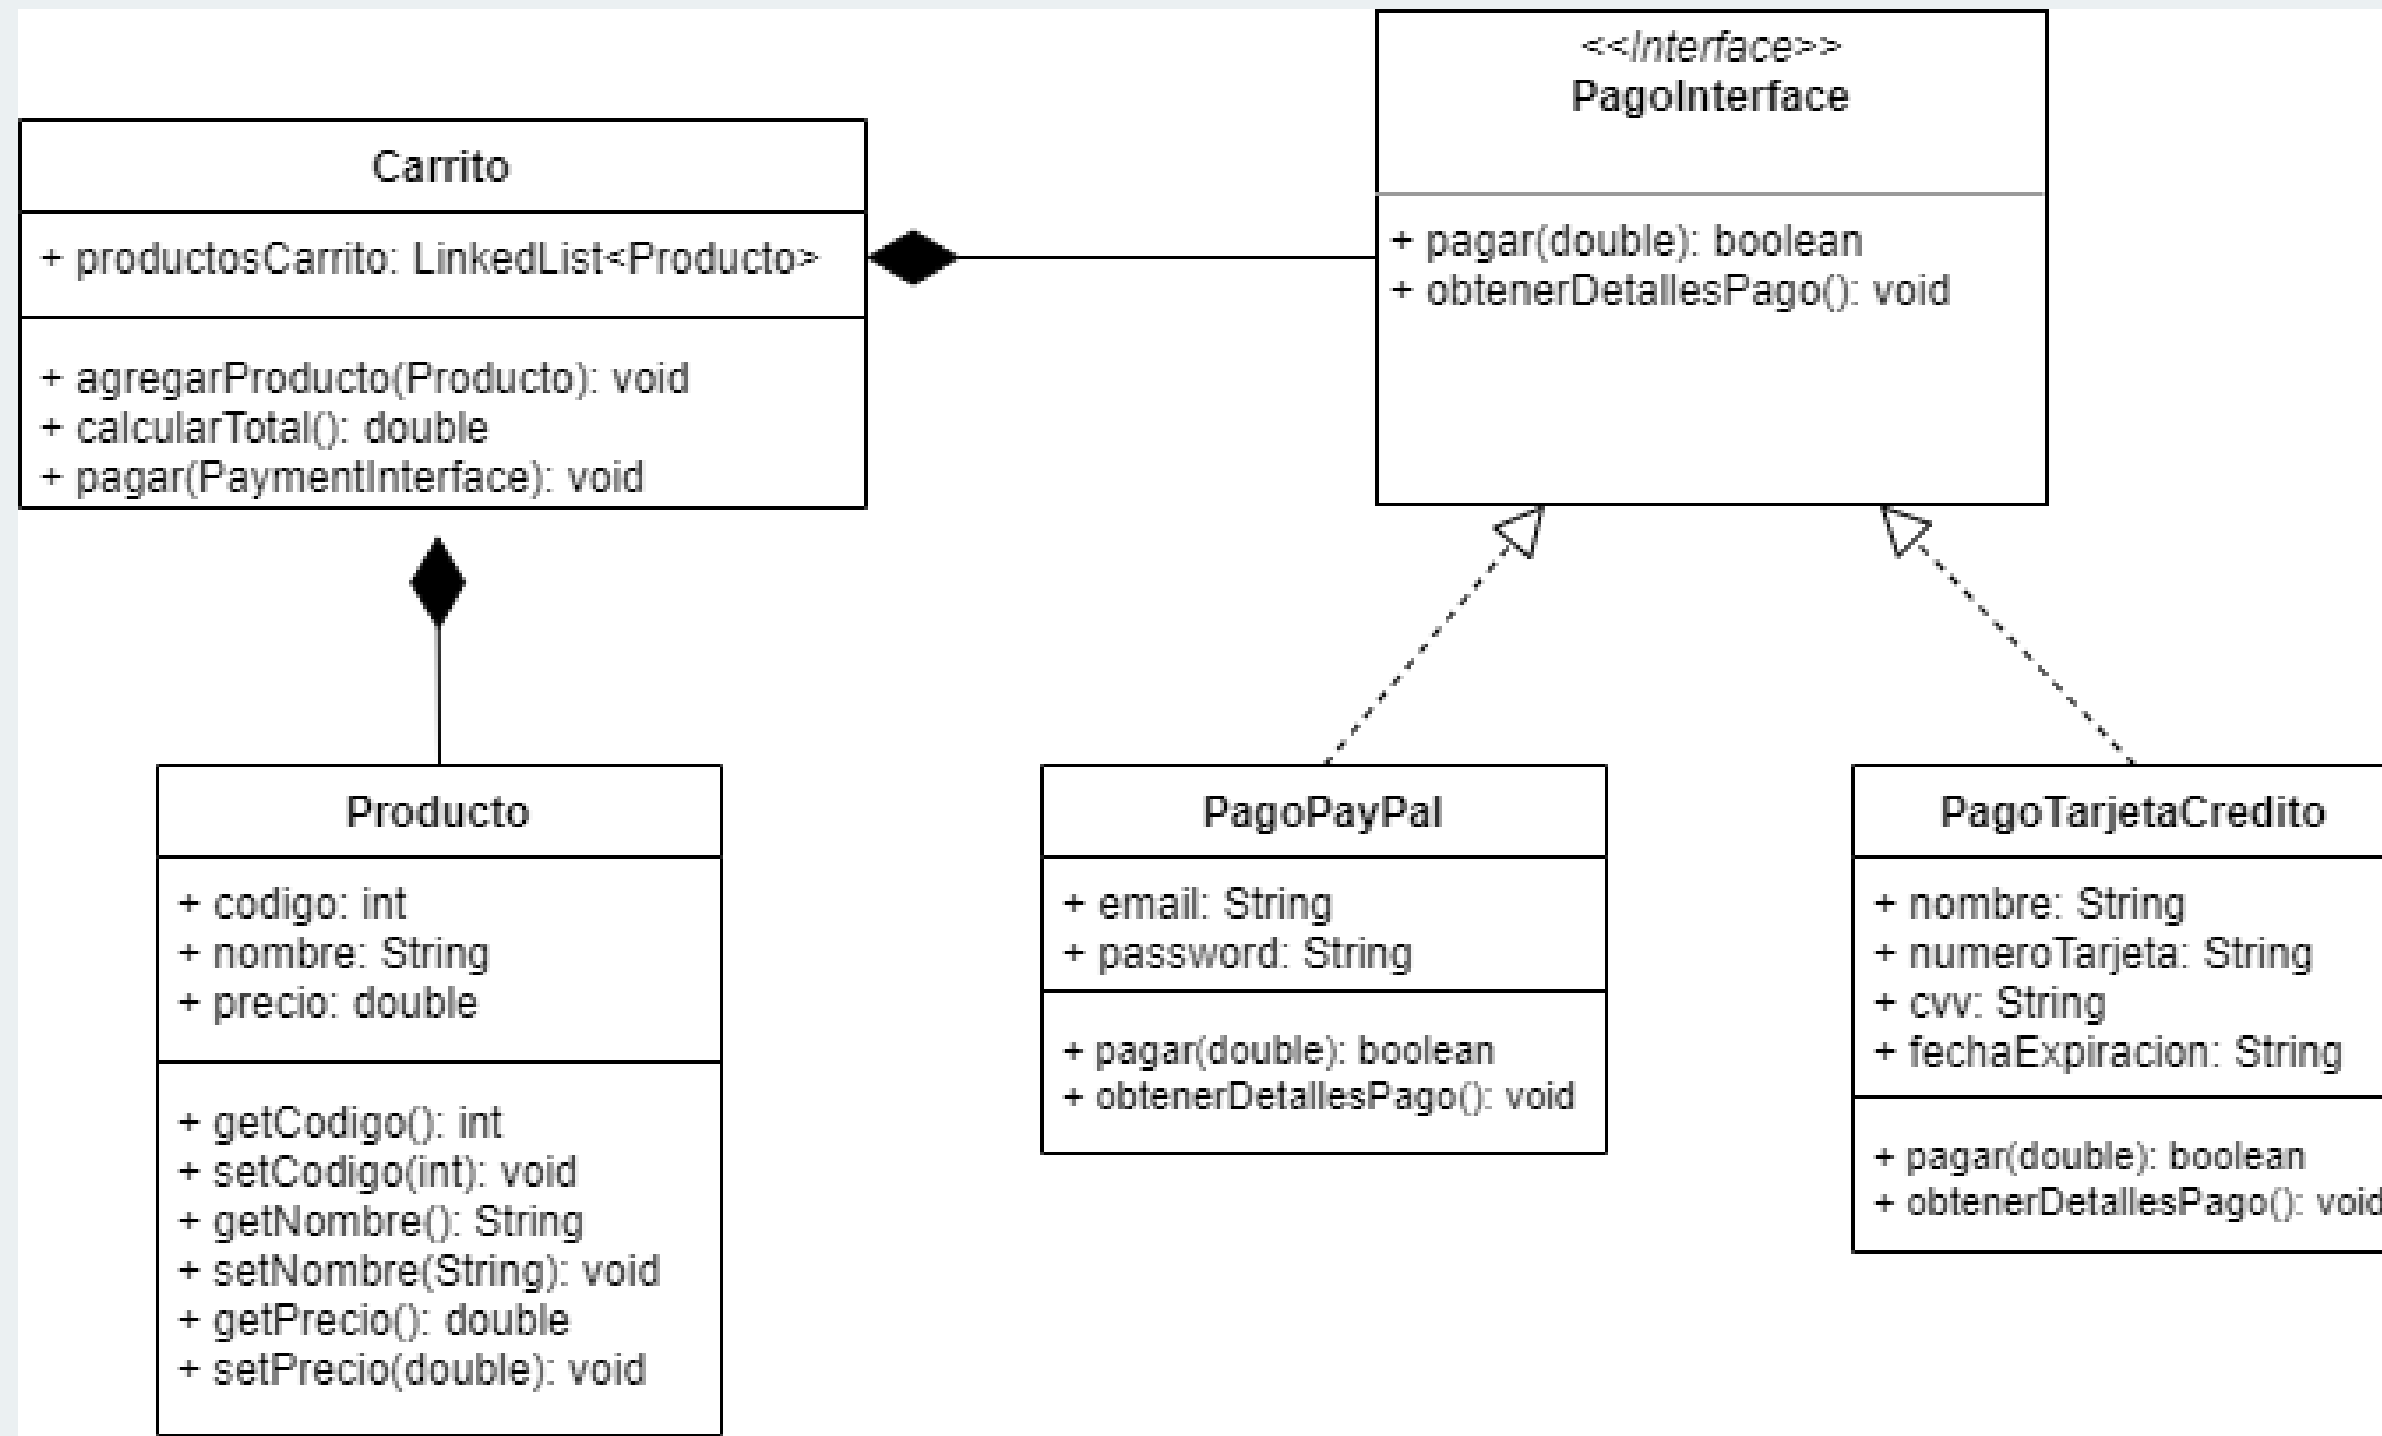 <<Interface>>
PagoInterface
+ pagar(double): boolean
+ obtenerDetallesPago(): void
Carrito
+ productosCarrito: LinkedList<Producto>
+ agregarProducto(Producto): void
+ calcularTotal(): double
+ pagar(PaymentInterface): void
Producto
+ codigo: int
+ nombre: String
+ precio: double
+ getCodigo(): int
+ setCodigo(int): void
+ getNombre(): String
+ setNombre(String): void
+ getPrecio(): double
+ setPrecio(double): void
PagoPayPal
+ email: String
+ password: String
+ pagar(double): boolean
+ obtenerDetallesPago(): void
PagoTarjetaCredito
+ nombre: String
+ numeroTarjeta: String
+ cvv: String
+ fechaExpiracion: String
+ pagar(double): boolean
+ obtenerDetallesPago(): void